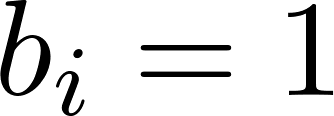 b_i = 1